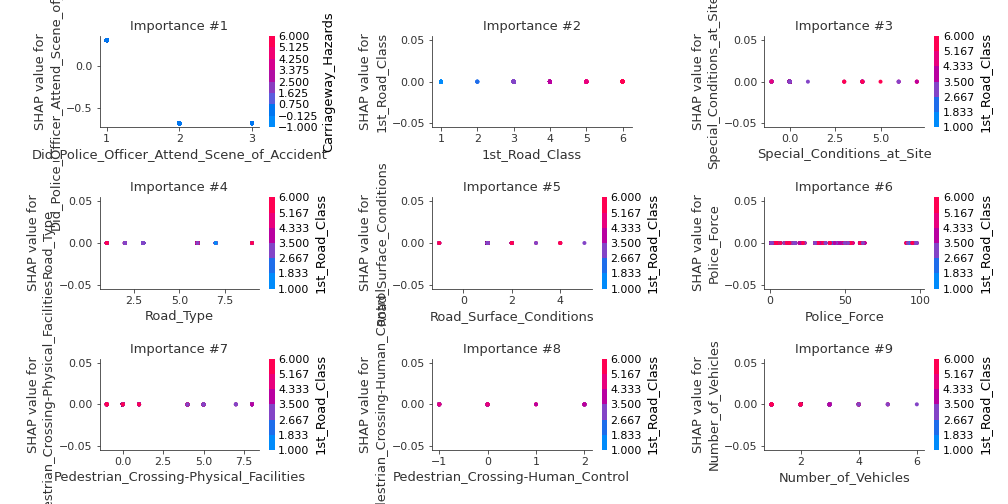 Importance #1
SHAP value for
Did_Police_Officer_Attend_Scene_of
0.0
−0.5
1
2
3
Did_Police_Officer_Attend_Scene_of_Accident
6.000
5.125
4.250
3.375
2.500
1.625
0.750
−0.125
−1.000
Carriageway_Hazards
Importance #2
SHAP value for
1st_Road_Class
0.05
0.00
−0.05
1
2
3
4
5
6
1st_Road_Class
Importance #3
SHAP value for
Special_Conditions_at_Site
0.05
0.00
−0.05
0.0
5.0
Special_Conditions_at_Site
6.000
5.167
4.333
3.500
2.667
1.833
1.000
1st_Road_Class
Importance #4
SHAP value for
Road_Type
0.05
0.00
−0.05
2.5
5.0
7.5
Road_Type
6.000
5.167
4.333
3.500
2.667
1.833
1.000
1st_Road_Class
Importance #5
SHAP value for
Road_Surface_Conditions
0.05
0.00
−0.05
0
2
4
Road_Surface_Conditions
6.000
5.167
4.333
3.500
2.667
1.833
1.000
1st_Road_Class
Importance #6
SHAP value for
Police_Force
0.05
0.00
−0.05
0
50
100
Police_Force
6.000
5.167
4.333
3.500
2.667
1.833
1.000
1st_Road_Class
Importance #7
SHAP value for
estrian_Crossing-Physical_Facilities
0.05
0.00
−0.05
0.0
2.5
5.0
7.5
Pedestrian_Crossing-Physical_Facilities
6.000
5.167
4.333
3.500
2.667
1.833
1.000
1st_Road_Class
Importance #8
SHAP value for
destrian_Crossing-Human_Control
0.05
0.00
−0.05
−1
0
1
2
Pedestrian_Crossing-Human_Control
6.000
5.167
4.333
3.500
2.667
1.833
1.000
1st_Road_Class
Importance #9
SHAP value for
Number_of_Vehicles
0.05
0.00
−0.05
2
4
6
Number_of_Vehicles
6.000
5.167
4.333
3.500
2.667
1.833
1.000
1st_Road_Class